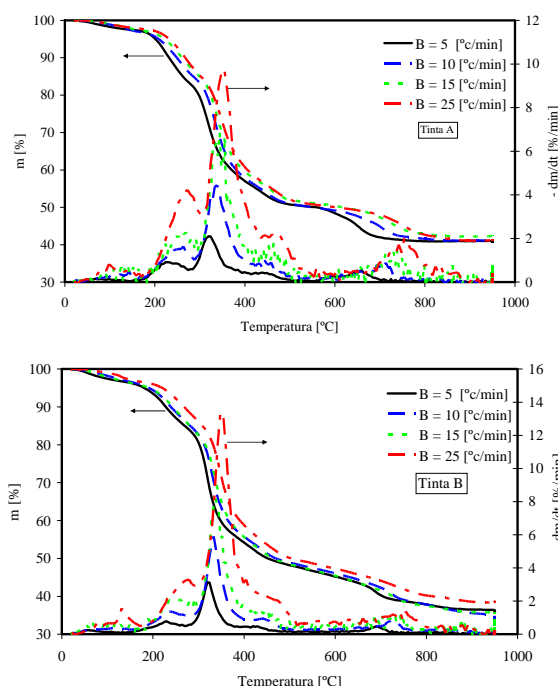 100
90
80
70
60
50
40
30
m [%]
12
10
8
6
4
2
0
- dm/dt [%/min]
B = 5 [ºc/min]
B = 10 [ºc/min]
B = 15 [ºc/min]
B = 25 [ºc/min]
Tinta A
0 200 400 600 800 1000
Temperatura [ºC]
100
90
80
70
60
50
40
30
m [%]
16
14
12
10
8
6
4
2
0
- dm/dt [%/min]
B = 5 [ºc/min]
B = 10 [ºc/min]
B = 15 [ºc/min]
B = 25 [ºc/min]
Tinta B
0 200 400 600 800 1000
Temperatura [ºC]